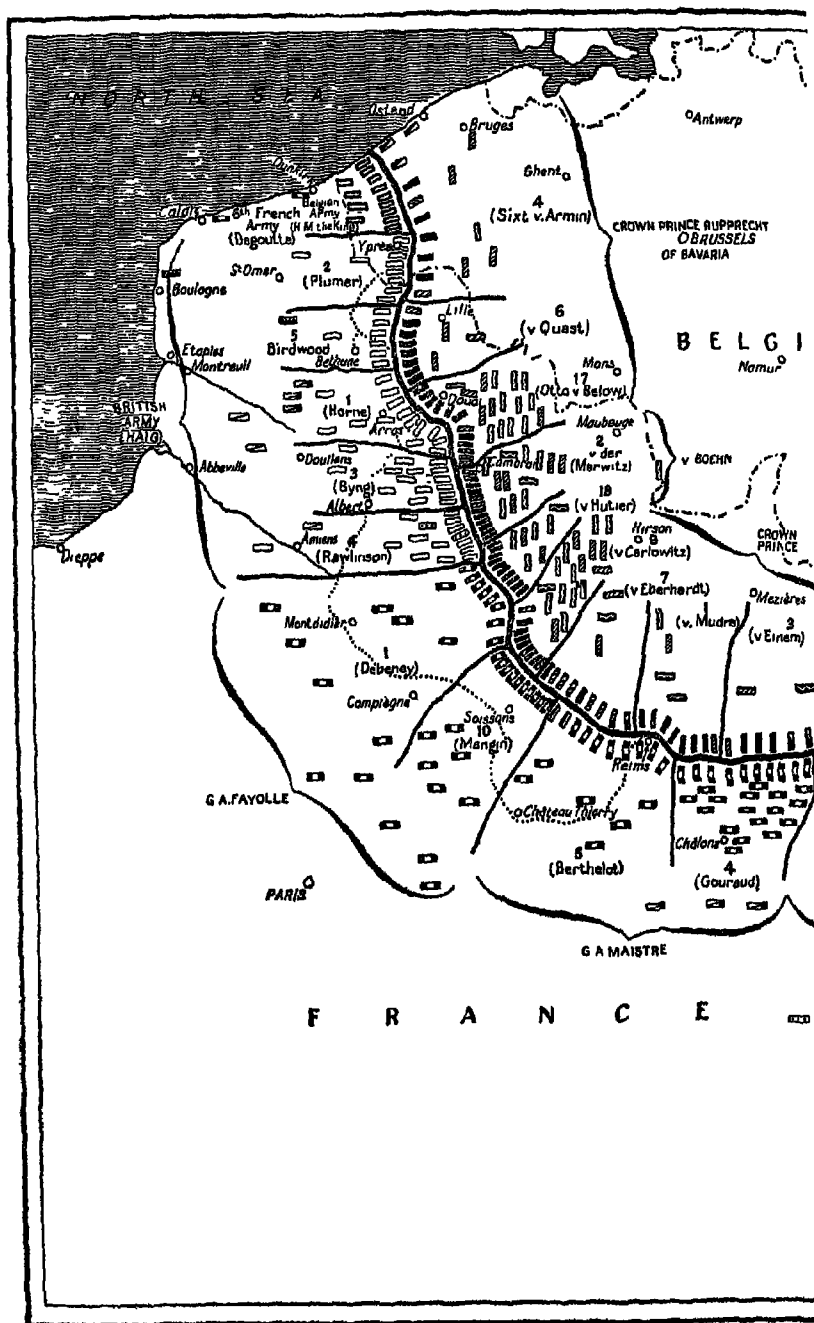 NORTH SEA
Ostend
Bruges
Antwerp
Dunkirk
Ghent
Calais
6th French
Army
(Degoutte)
Belgian
Army
(H M the King)
4
(Sixt v. Armin)
CROWN PRINCE RUPPRECHT
BRUSSELS
OF BAVARIA
Ypres
2
(Plumer)
St Omer
Boulogne
Lille
6
(v Quast)
BELGI
5
Birdwood
Bethune
Etaples
Montreuil
Mons
Namur
17
(Otto v Below)
Douai
1
(Horne)
BRITISH
ARMY
(HAIG)
Arras
Maubeuge
2
v der
(Marwitz)
v BOEHN
Doullens
Abbeville
3
(Byng)
Cambrai
18
(v Hutier)
Albert
Hirson
(v Carlowitz)
CROWN
PRINCE
Dieppe
Amiens
4
(Rawlinson)
7
(v Eberhardt)
Mezières
1
(v. Mudra)
3
(v Einem)
Montdidier
1
(Debeney)
Compiègne
Soissons
10
(Mangin)
Reims
G A. FAYOLLE
Château Thierry
Châlons
5
(Berthelot)
4
(Gouraud)
PARIS
G A MAISTRE
FRANCE